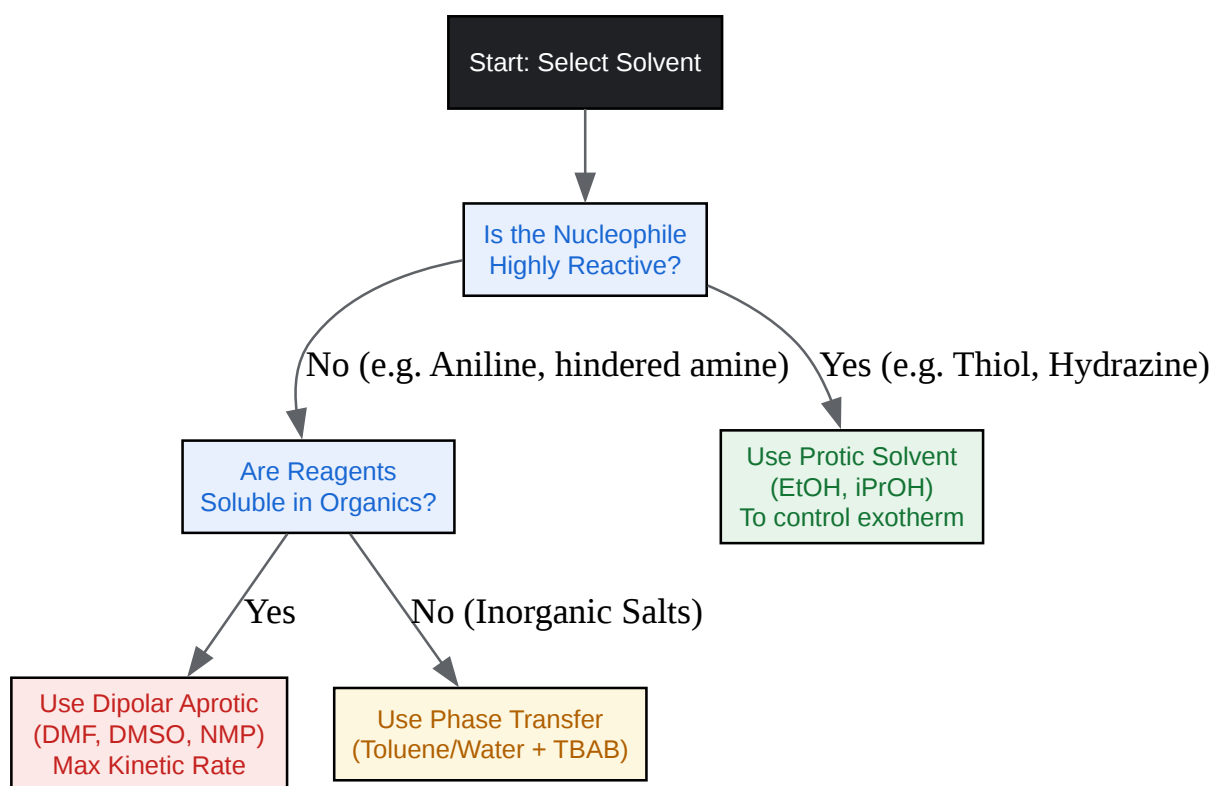 Start: Select Solvent
Is the Nucleophile
Highly Reactive?
No (e.g. Aniline, hindered amine)
Yes (e.g. Thiol, Hydrazine)
Are Reagents
Soluble in Organics?
Use Protic Solvent
(EtOH, iPrOH)
To control exotherm
Yes
No (Inorganic Salts)
Use Dipolar Aprotic
(DMF, DMSO, NMP)
Max Kinetic Rate
Use Phase Transfer
(Toluene/Water + TBAB)